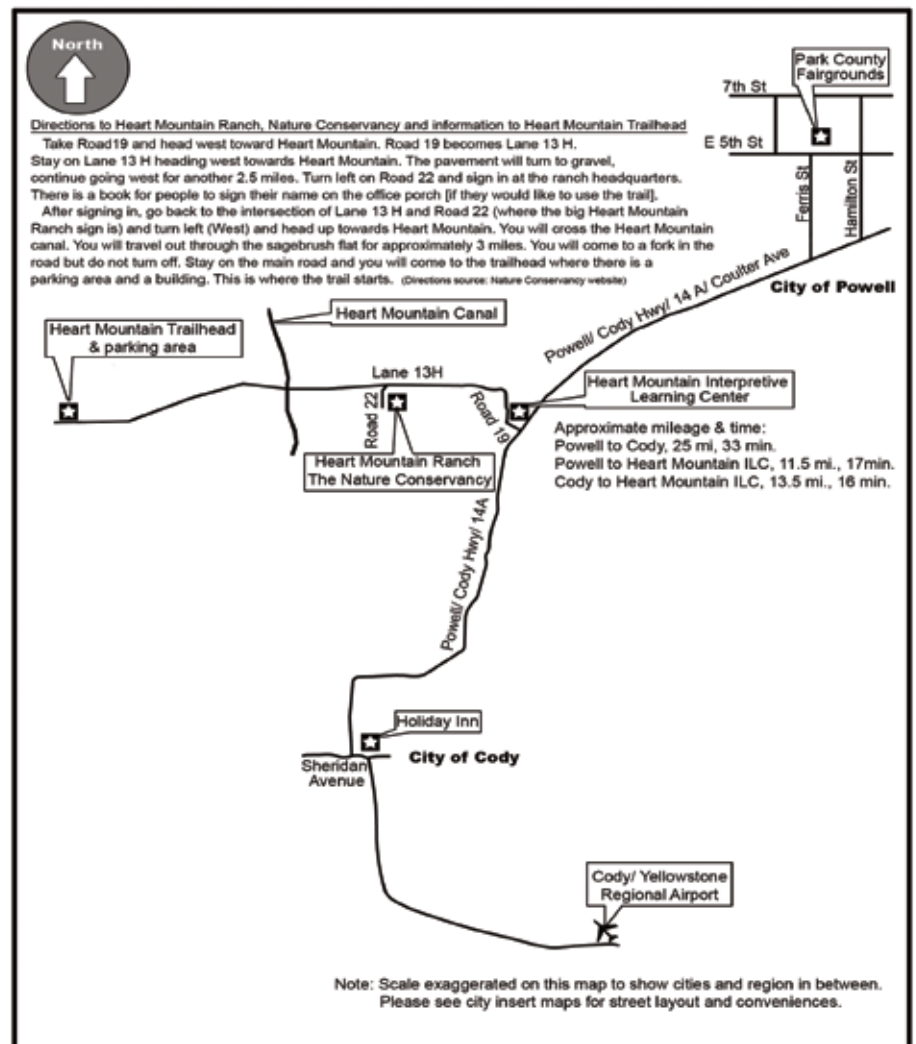 North
Park County
Fairgrounds
7th St
E 5th St
Ferris St
Hamilton St
Directions to Heart Mountain Ranch, Nature Conservancy and information to Heart Mountain Trailhead
Take Road19 and head west toward Heart Mountain. Road 19 becomes Lane 13 H.
Stay on Lane 13 H heading west towards Heart Mountain. The pavement will turn to gravel,
continue going west for another 2.5 miles. Turn left on Road 22 and sign in at the ranch headquarters.
There is a book for people to sign their name on the office porch [if they would like to use the trail].
After signing in, go back to the intersection of Lane 13 H and Road 22 (where the big Heart Mountain
Ranch sign is) and turn left (West) and head up towards Heart Mountain. You will cross the Heart Mountain
canal. You will travel out through the sagebrush flat for approximately 3 miles. You will come to a fork in the
road but do not turn off. Stay on the main road and you will come to the trailhead where there is a
parking area and a building. This is where the trail starts. (Directions source: Nature Conservancy website)
City of Powell
Powell/ Cody Hwy/ 14 A/ Coulter Ave
Heart Mountain Canal
Heart Mountain Trailhead
& parking area
Lane 13H
Road 22
Road 19
Heart Mountain Interpretive
Learning Center
Heart Mountain Ranch
The Nature Conservancy
Approximate mileage & time:
Powell to Cody, 25 mi, 33 min.
Powell to Heart Mountain ILC, 11.5 mi., 17min.
Cody to Heart Mountain ILC, 13.5 mi., 16 min.
Powell/ Cody Hwy/ 14A
Holiday Inn
City of Cody
Sheridan
Avenue
Cody/ Yellowstone
Regional Airport
Note: Scale exaggerated on this map to show cities and region in between.
Please see city insert maps for street layout and conveniences.